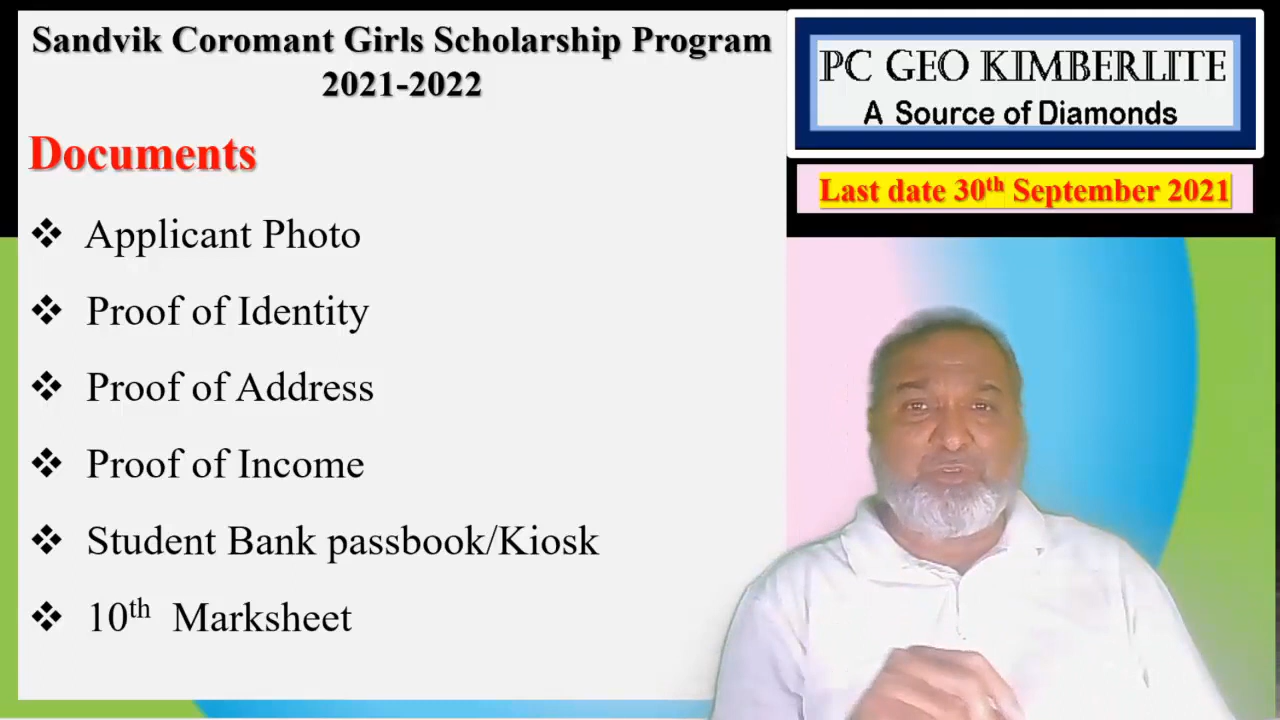 Sandvik Coromant Girls Scholarship Program
2021-2022
Documents
❖ Applicant Photo
❖ Proof of Identity
❖ Proof of Address
❖ Proof of Income
❖ Student Bank passbook/Kiosk
❖ 10th Marksheet
PC GEO KIMBERLITE
A Source of Diamonds
Last date 30th September 2021